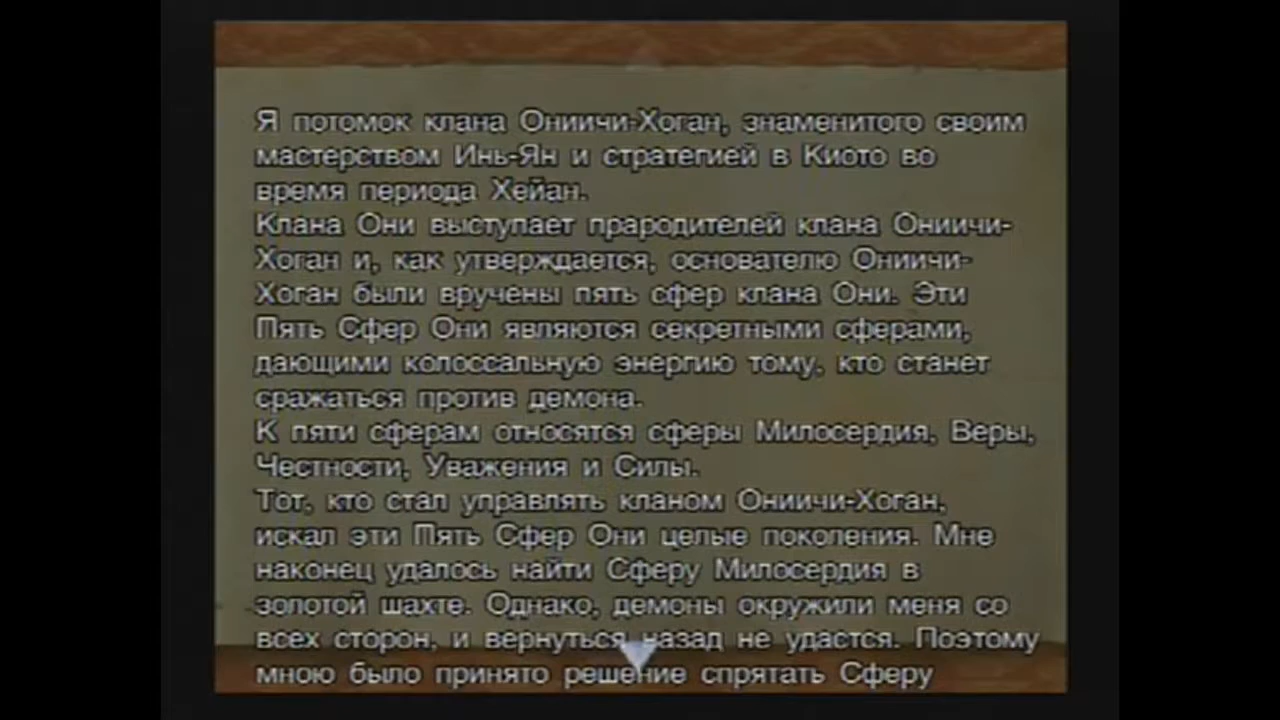 Я потомок клана Ониичи-Хоган, знаменитого своим
мастерством Инь-Ян и стратегией в Киото во
время периода Хейан.
Клана Они выступает прародителей клана Ониичи-
Хоган и, как утверждается, основателю Ониичи-
Хоган были вручены пять сфер клана Они. Эти
Пять Сфер Они являются секретными сферами,
дающими колоссальную энергию тому, кто станет
сражаться против демона.
К пяти сферам относятся сферы Милосердия, Веры,
Честности, Уважения и Силы.
Тот, кто стал управлять кланом Ониичи-Хоган,
искал эти Пять Сфер Они целые поколения. Мне
наконец удалось найти Сферу Милосердия в
золотой шахте. Однако, демоны окружили меня со
всех сторон, и вернуться назад не удастся. Поэтому
мною было принято решение спрятать Сферу